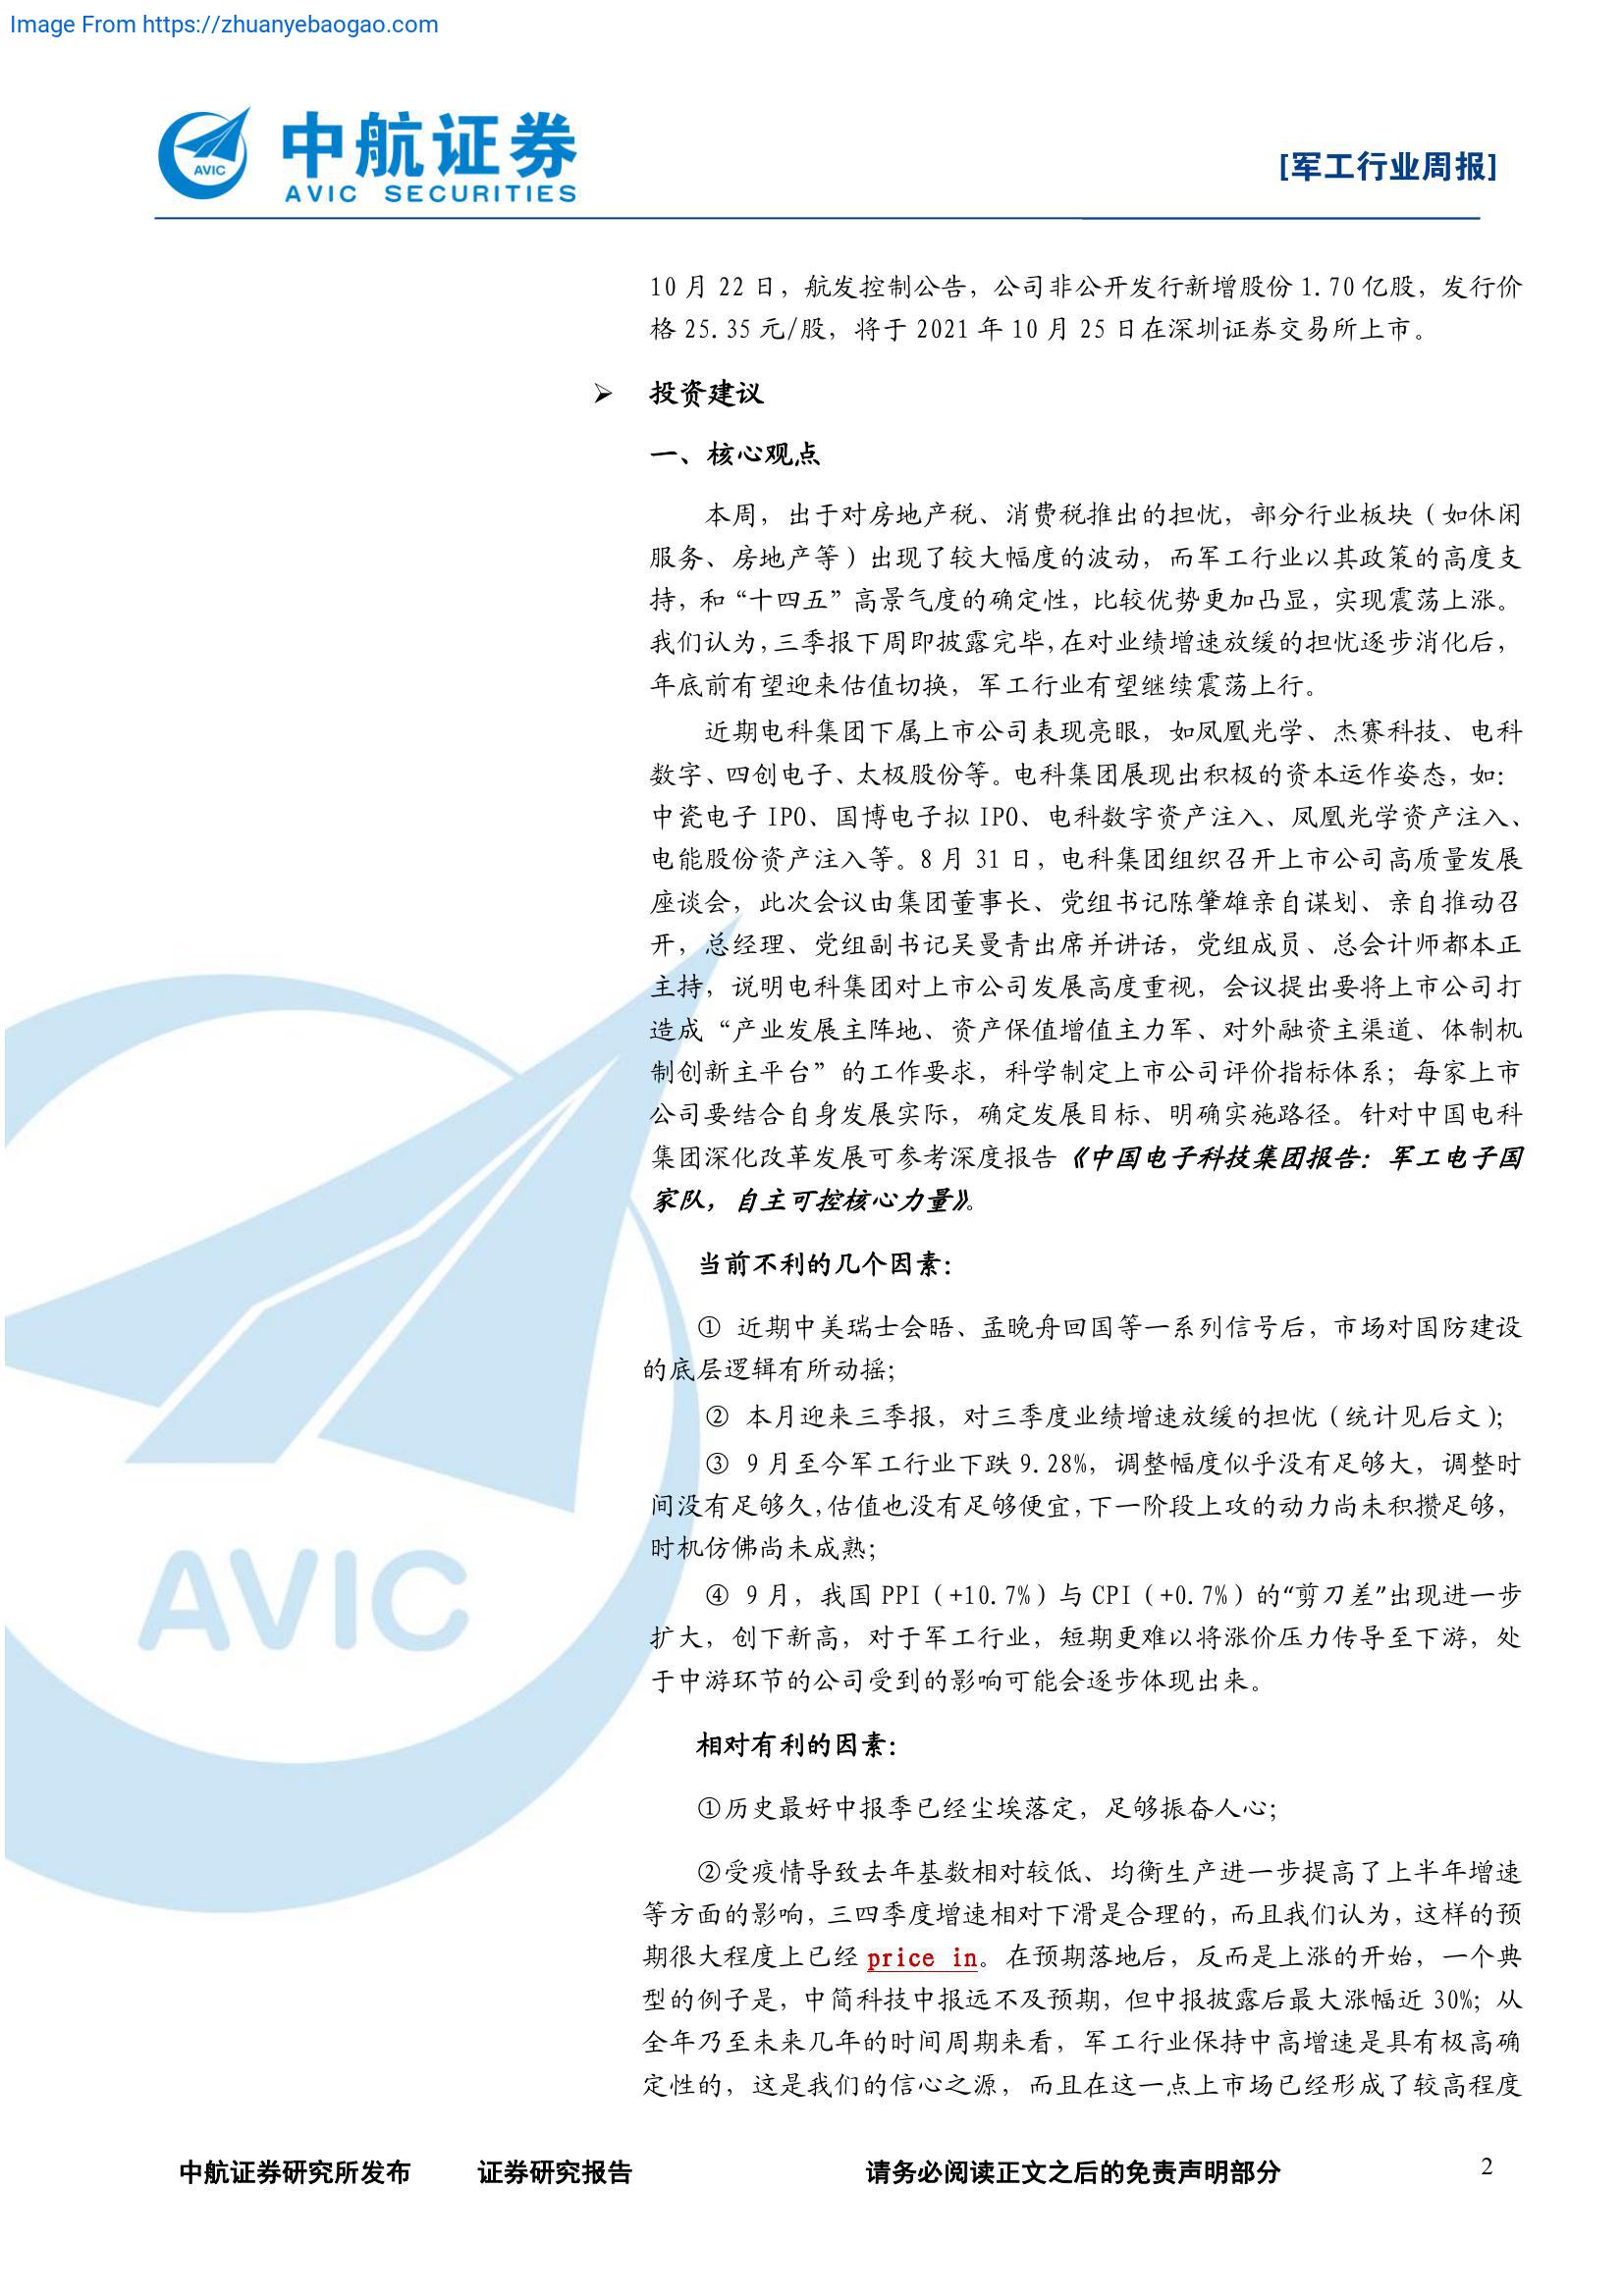 Image From https://zhuanyebaogao.com
中航证券
AVIC SECURITIES
AVIC
[军工行业周报]
10 月 22 日，航发控制公告，公司非公开发行新增股份 1.70 亿股，发行价
格 25.35 元/股，将于 2021 年 10 月 25 日在深圳证券交易所上市。
➢ 投资建议
一、核心观点
本周，出于对房地产税、消费税推出的担忧，部分行业板块（如休闲
服务、房地产等）出现了较大幅度的波动，而军工行业以其政策的高度支
持，和“十四五”高景气度的确定性，比较优势更加凸显，实现震荡上涨。
我们认为，三季报下周即披露完毕，在对业绩增速放缓的担忧逐步消化后，
年底前有望迎来估值切换，军工行业有望继续震荡上行。
近期电科集团下属上市公司表现亮眼，如凤凰光学、杰赛科技、电科
数字、四创电子、太极股份等。电科集团展现出积极的资本运作姿态，如：
中瓷电子 IPO、国博电子拟 IPO、电科数字资产注入、凤凰光学资产注入、
电能股份资产注入等。8 月 31 日，电科集团组织召开上市公司高质量发展
座谈会，此次会议由集团董事长、党组书记陈肇雄亲自谋划、亲自推动召
开，总经理、党组副书记吴曼青出席并讲话，党组成员、总会计师都本正
主持，说明电科集团对上市公司发展高度重视，会议提出要将上市公司打
造成“产业发展主阵地、资产保值增值主力军、对外融资主渠道、体制机
制创新主平台”的工作要求，科学制定上市公司评价指标体系；每家上市
公司要结合自身发展实际，确定发展目标、明确实施路径。针对中国电科
集团深化改革发展可参考深度报告《中国电子科技集团报告：军工电子国
家队，自主可控核心力量》。
当前不利的几个因素：
① 近期中美瑞士会晤、孟晚舟回国等一系列信号后，市场对国防建设
的底层逻辑有所动摇；
② 本月迎来三季报，对三季度业绩增速放缓的担忧（统计见后文）；
③ 9 月至今军工行业下跌 9.28%，调整幅度似乎没有足够大，调整时
间没有足够久，估值也没有足够便宜，下一阶段上攻的动力尚未积攒足够，
时机仿佛尚未成熟；
④ 9 月，我国 PPI（+10.7%）与 CPI（+0.7%）的“剪刀差”出现进一步
扩大，创下新高，对于军工行业，短期更难以将涨价压力传导至下游，处
于中游环节的公司受到的影响可能会逐步体现出来。
AVIC
相对有利的因素：
①历史最好中报季已经尘埃落定，足够振奋人心；
②受疫情导致去年基数相对较低、均衡生产进一步提高了上半年增速
等方面的影响，三四季度增速相对下滑是合理的，而且我们认为，这样的预
期很大程度上已经 price in。在预期落地后，反而是上涨的开始，一个典
型的例子是，中简科技中报远不及预期，但中报披露后最大涨幅近 30%；从
全年乃至未来几年的时间周期来看，军工行业保持中高增速是具有极高确
定性的，这是我们的信心之源，而且在这一点上市场已经形成了较高程度
中航证券研究所发布 证券研究报告 请务必阅读正文之后的免责声明部分 2